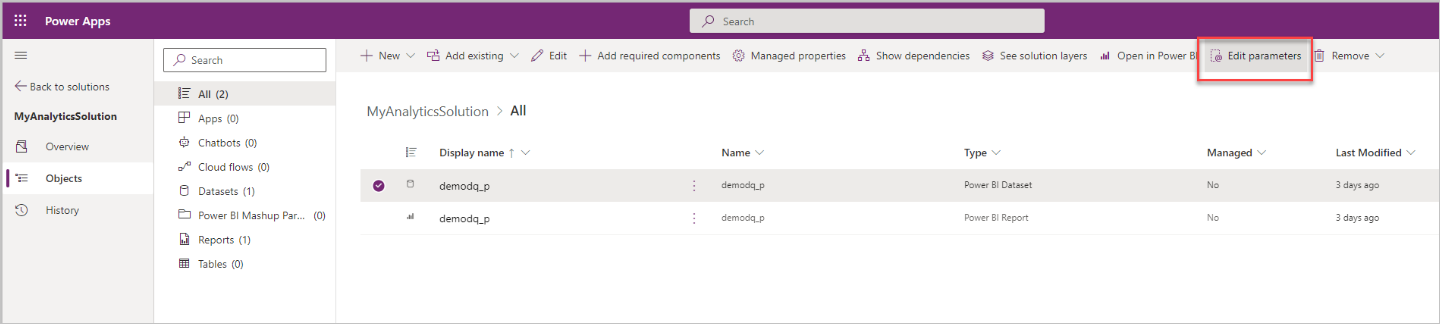 Power Apps
Search
Back to solutions
MyAnalyticsSolution
Overview
Objects
History
Search
All (2)
Apps (0)
Chatbots (0)
Cloud flows (0)
Datasets (1)
Power BI Mashup Par... (0)
Reports (1)
Tables (0)
New Add existing Edit Add required components Managed properties Show dependencies See solution layers Open in Power BI Edit parameters Remove
MyAnalyticsSolution > All
Display name ↑ Name Type Managed Last Modified
demodq_p demodq_p Power BI Dataset No 3 days ago
demodq_p demodq_p Power BI Report No 3 days ago